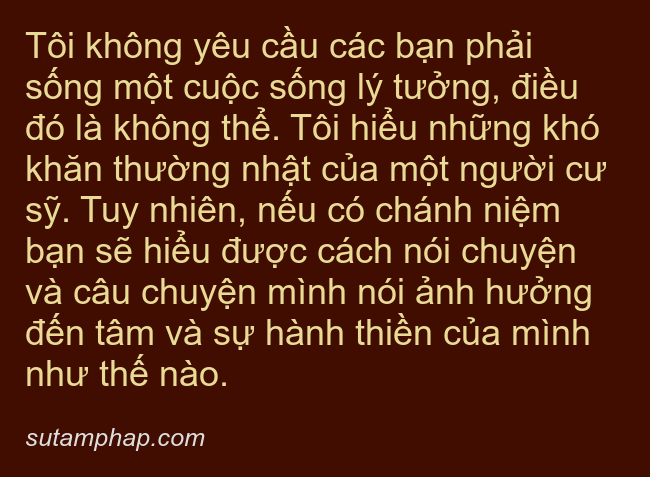 Tôi không yêu cầu các bạn phải
sống một cuộc sống lý tưởng, điều
đó là không thể. Tôi hiểu những khó
khăn thường nhật của một người cư
sỹ. Tuy nhiên, nếu có chánh niệm
bạn sẽ hiểu được cách nói chuyện
và câu chuyện mình nói ảnh hưởng
đến tâm và sự hành thiền của mình
như thế nào.
sutamphap.com